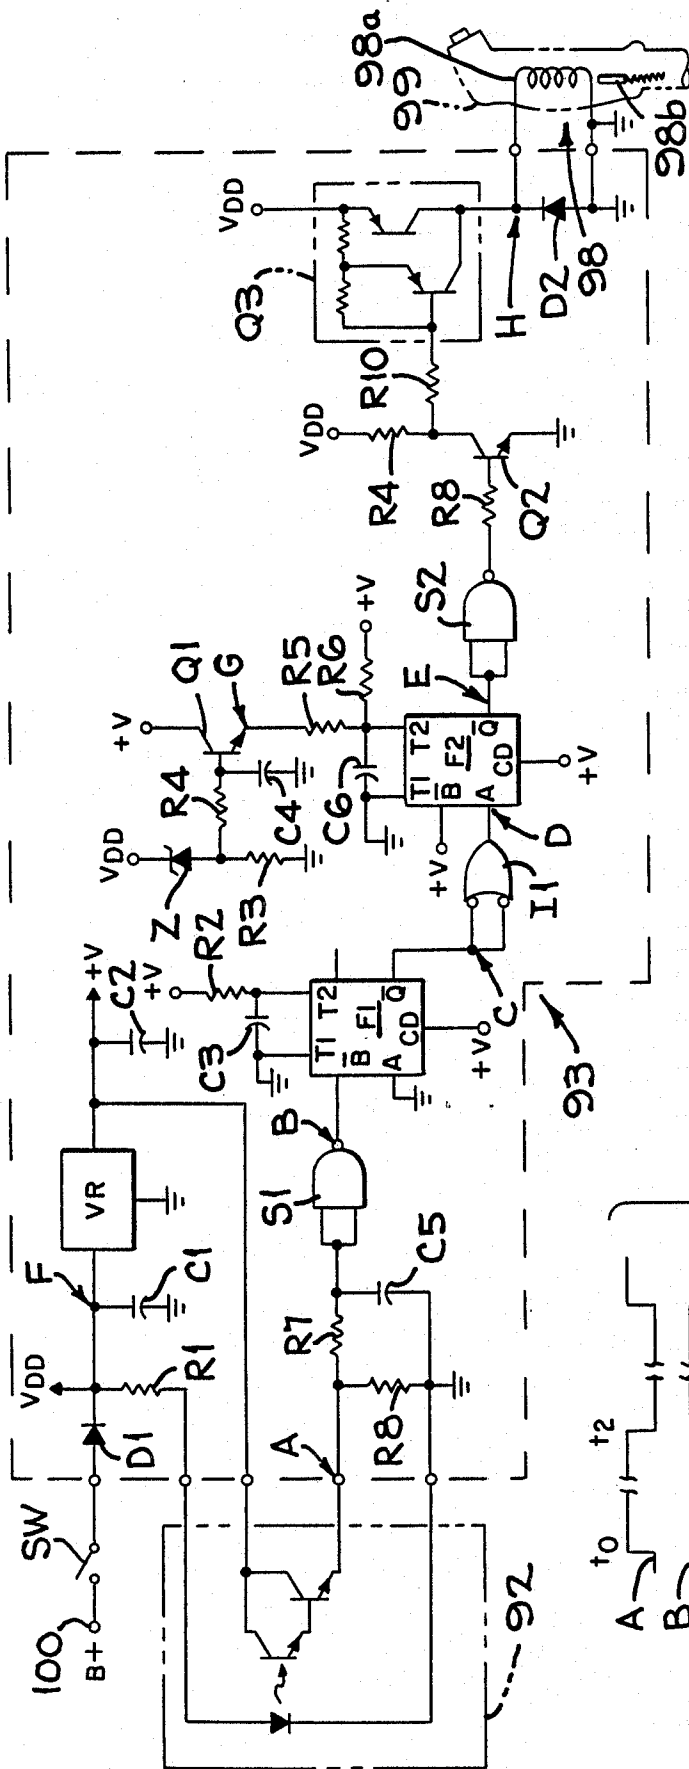 100
B+
SW
D1
VDD
R1
F
C1
VR
C2
+V
92
A
R8
R7
C5
S1
B
+V
R2
C3
T1
T2
B
F1
Q
A
CD
+V
C
93
I1
D
VDD
Z
R3
R4
C4
+V
Q1
G
R5
R6
+V
C6
T1
T2
+V
B
F2
Q
A
CD
+V
E
S2
R8
Q2
VDD
R4
R10
Q3
VDD
H
D2
98
99
98a
98b
t0
t2
A
B